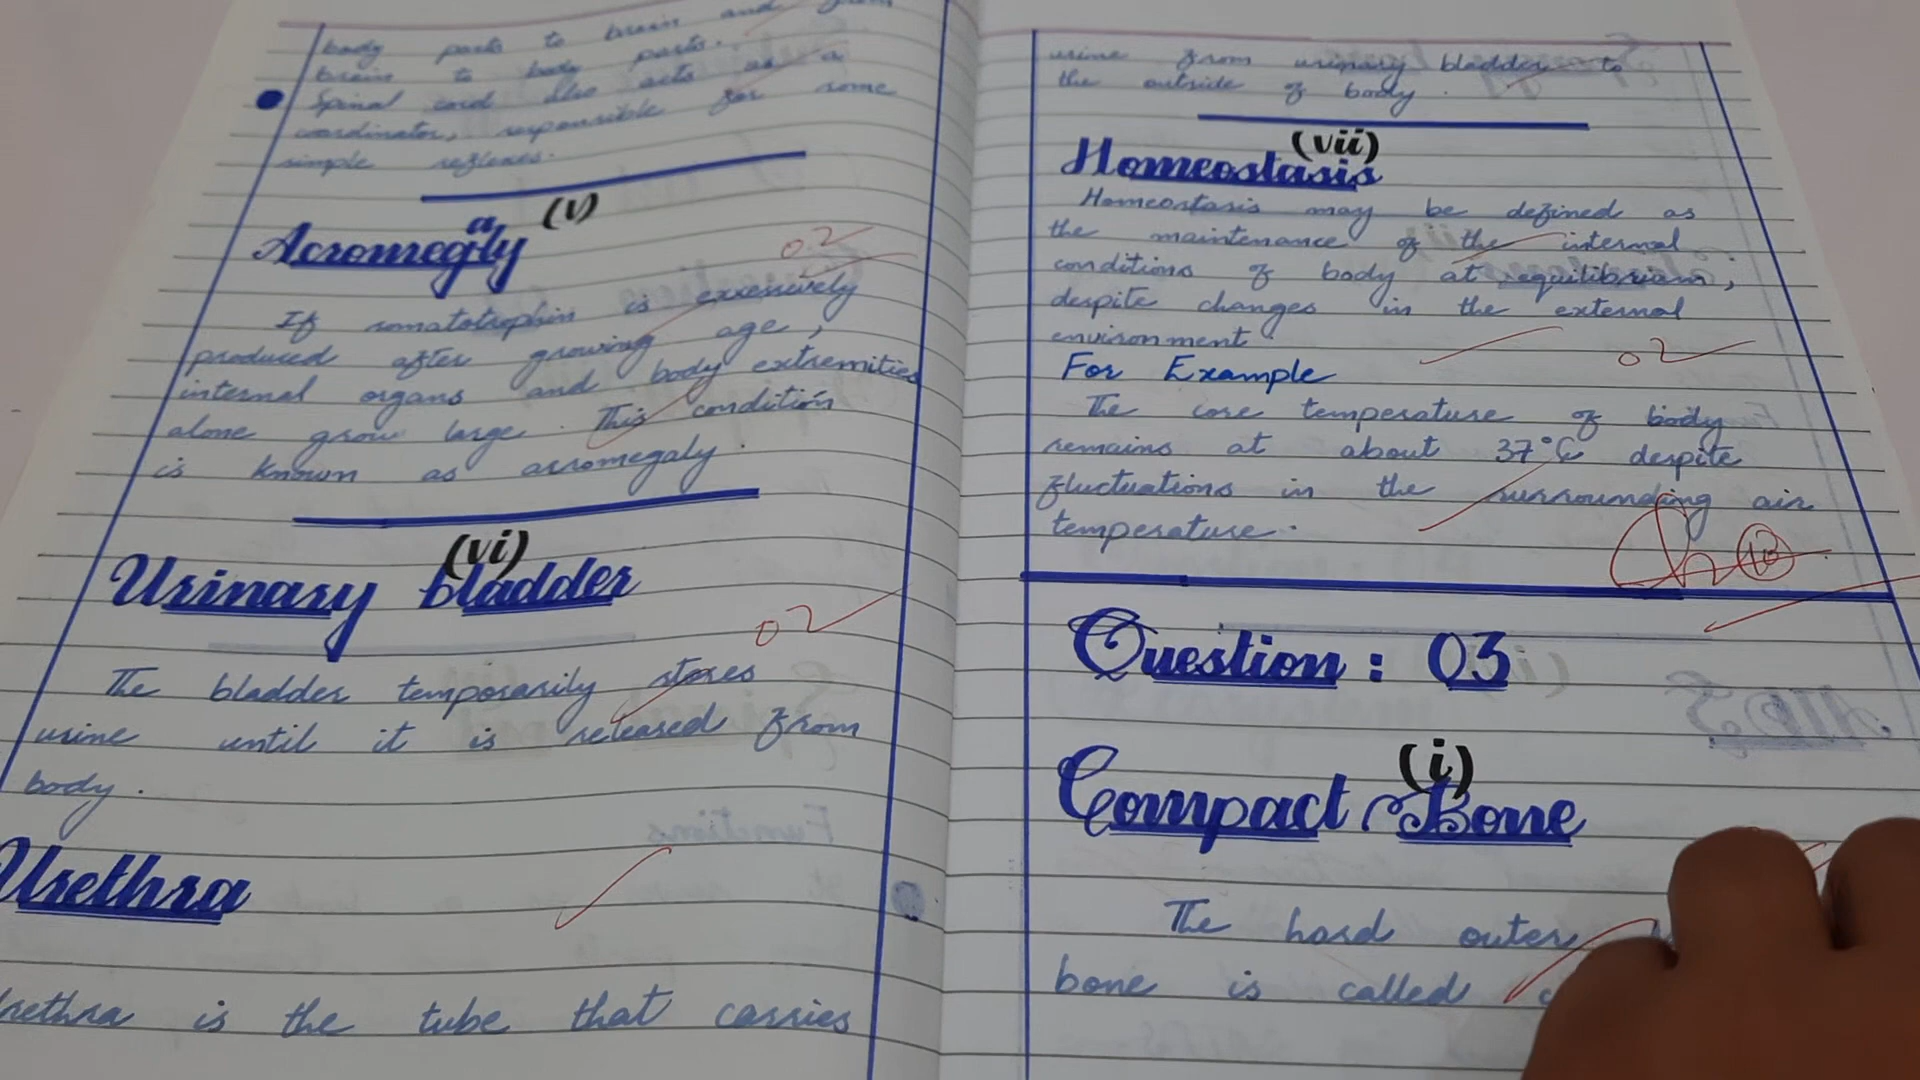 body parts to brain and from
brain to body parts.
Spinal cord also acts as a
coordinator, responsible for some
simple reflexes.
(v)
Acromegaly
02
If somatotrophin is excessively
produced after growing age,
internal organs and body extremities
alone grow large. This condition
is known as acromegaly.
(vi)
Urinary bladder
02
The bladder temporarily stores
urine until it is released from
body.
Urethra
Urethra is the tube that carries
urine from urinary bladder to
the outside of body.
(vii)
Homeostasis
Homeostasis may be defined as
the maintenance of the internal
conditions of body at equilibrium,
despite changes in the external
environment
02
For Example
The core temperature of body
remains at about 37°C despite
fluctuations in the surrounding air
temperature.
Question: 03
(i)
Compact Bone
The hard outer
bone is called